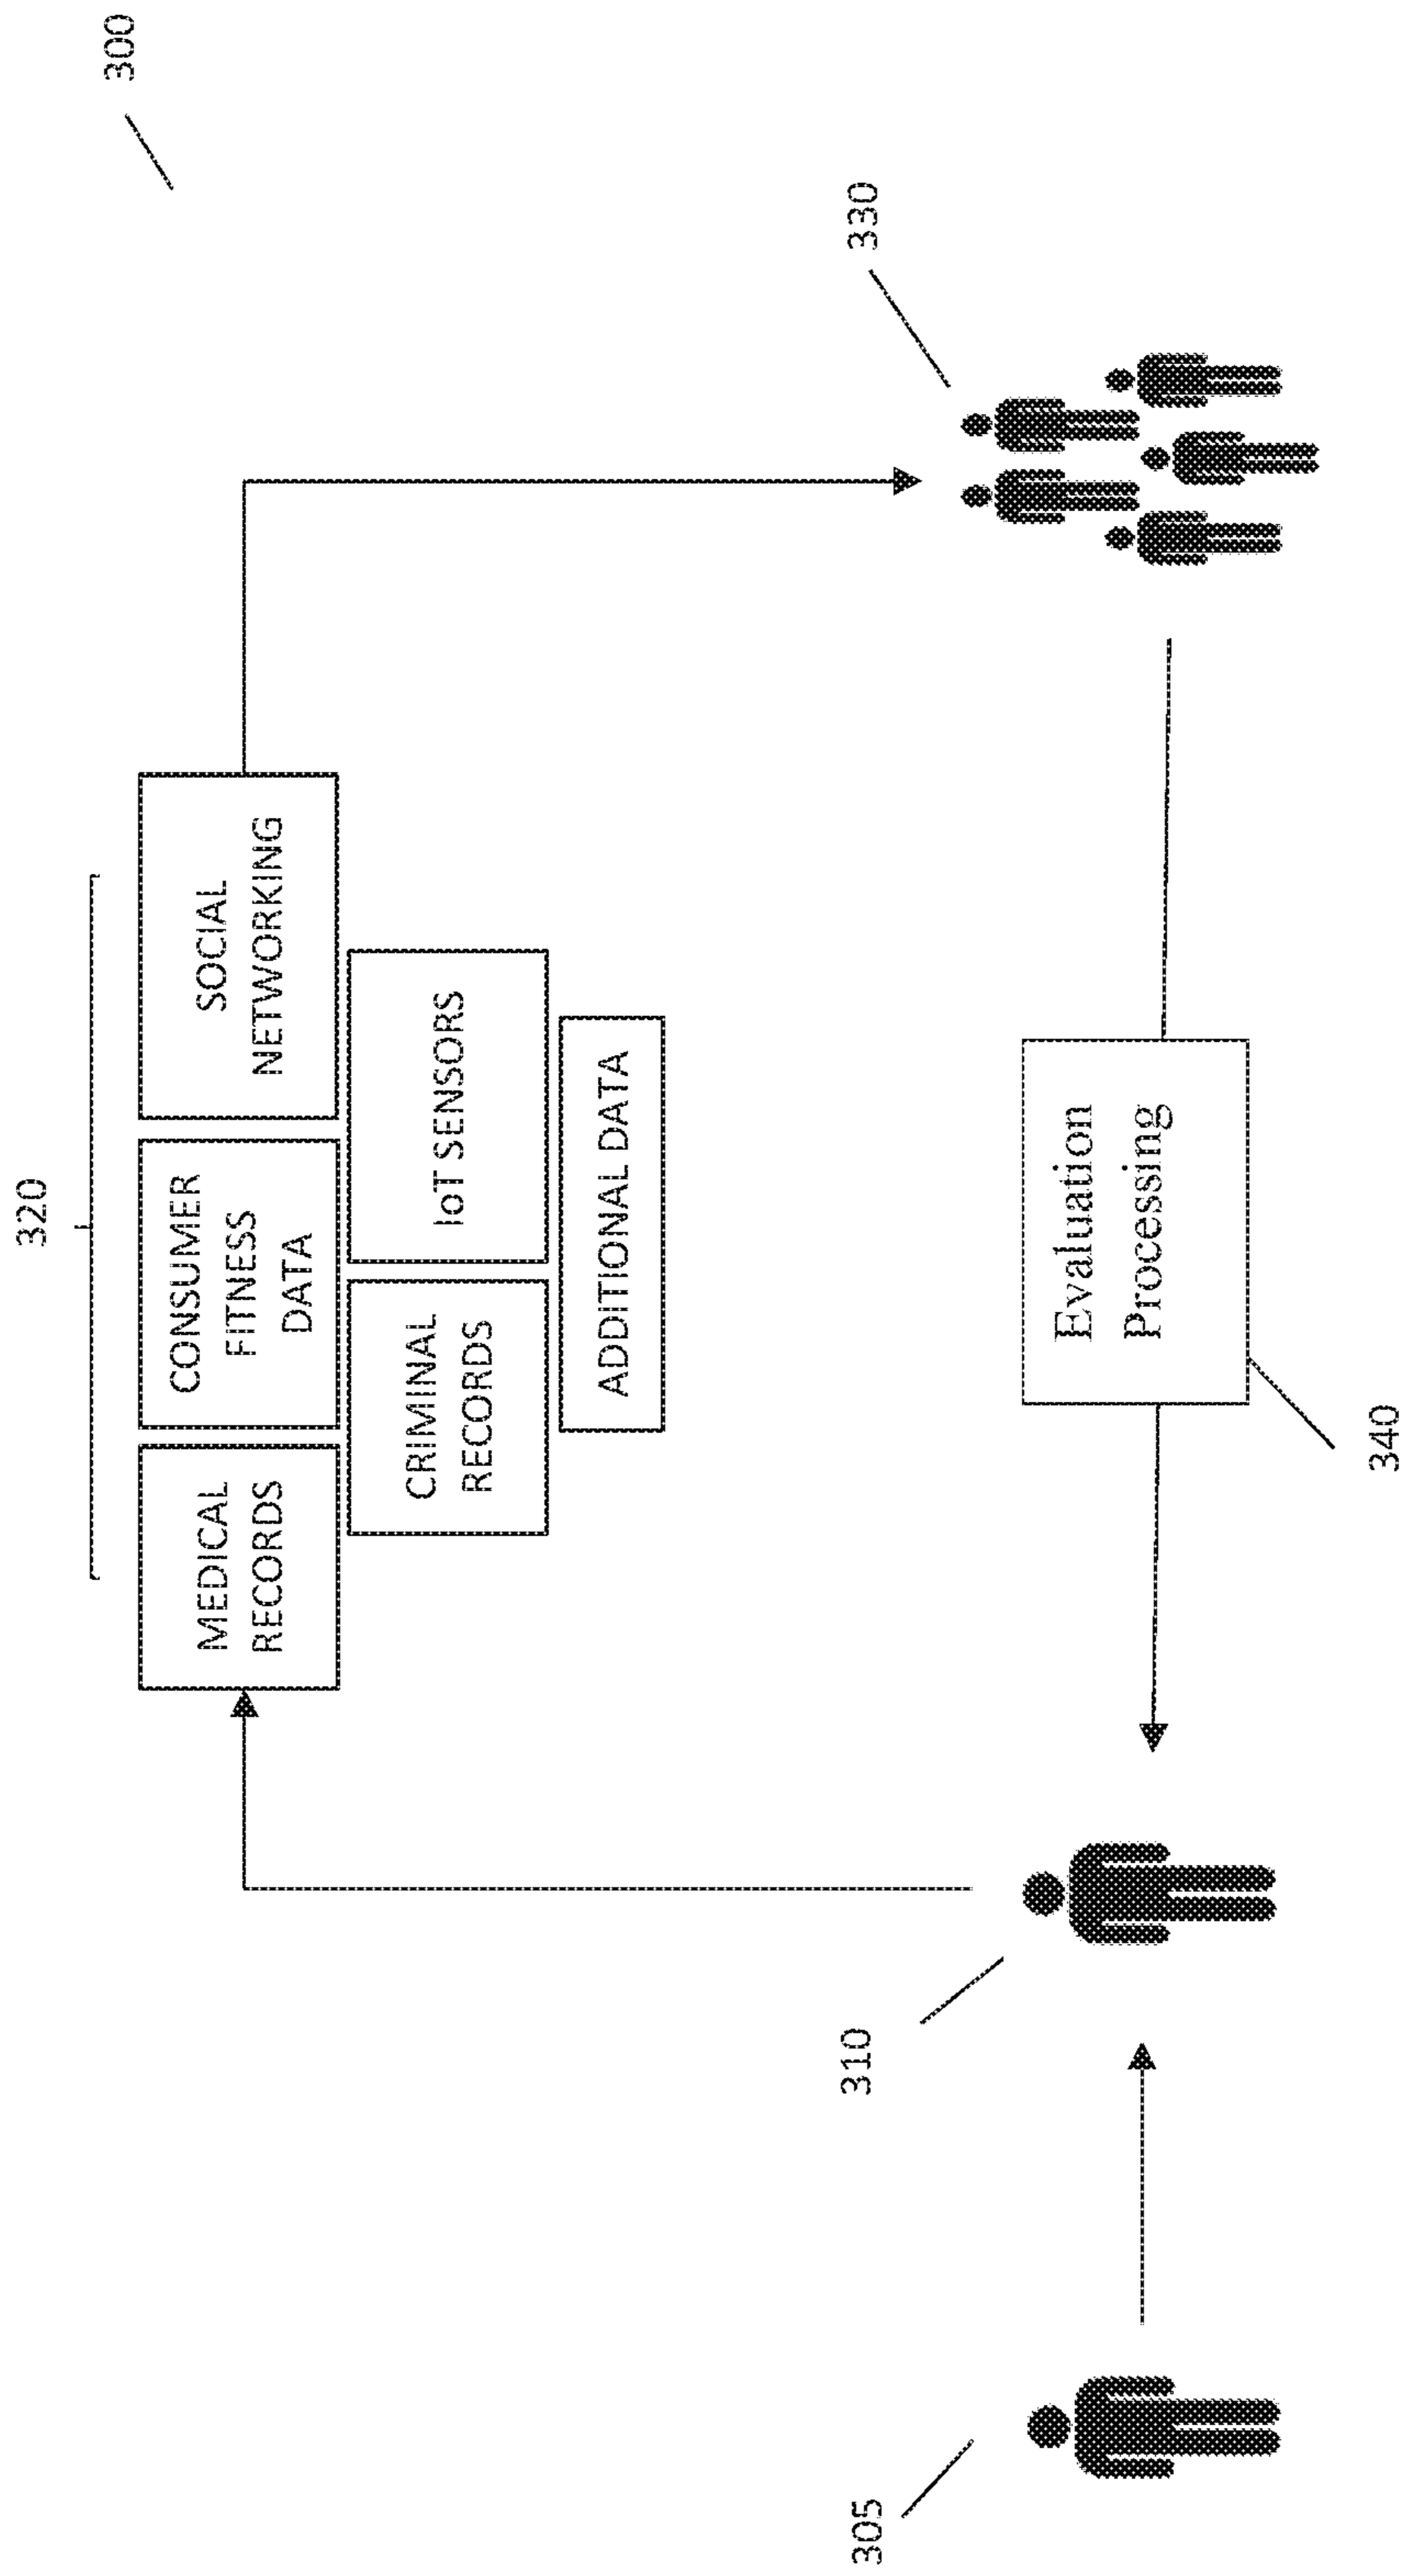 300
320
MEDICAL
RECORDS
CONSUMER
FITNESS
DATA
SOCIAL
NETWORKING
CRIMINAL
RECORDS
IoT SENSORS
ADDITIONAL DATA
305
310
330
Evaluation
Processing
340